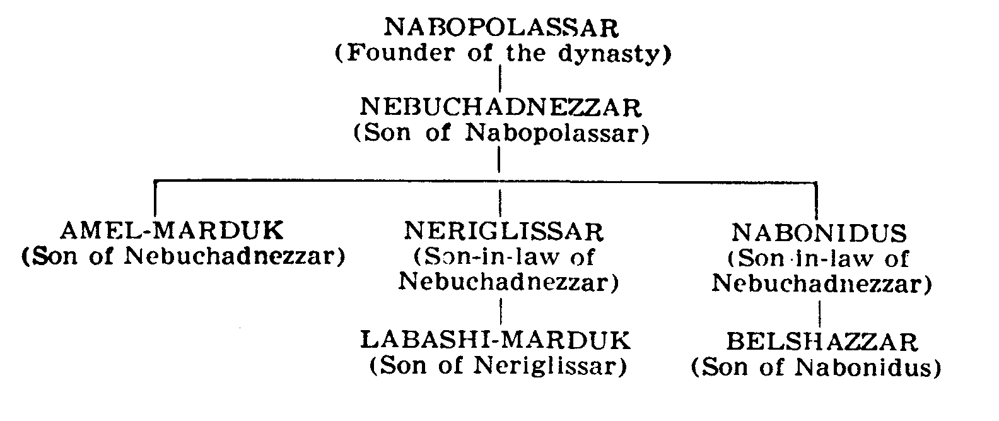 NABOPOLASSAR
(Founder of the dynasty)
NEBUCHADNEZZAR
(Son of Nabopolassar)
AMEL-MARDUK
(Son of Nebuchadnezzar)
NERIGLISSAR
(Son-in-law of
Nebuchadnezzar)
NABONIDUS
(Son-in-law of
Nebuchadnezzar)
LABASHI-MARDUK
(Son of Neriglissar)
BELSHAZZAR
(Son of Nabonidus)